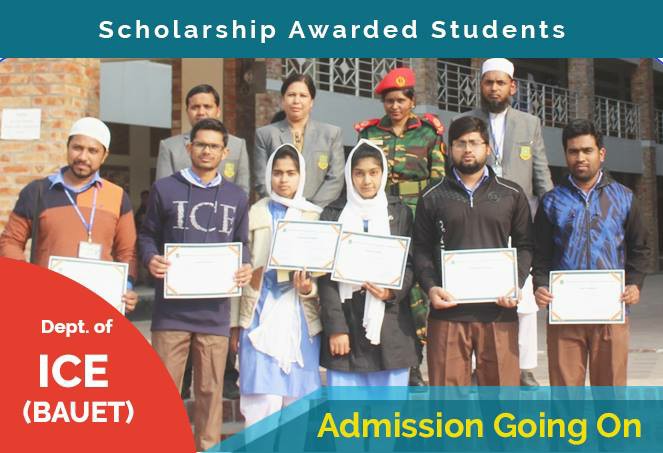 Scholarship Awarded Students
ICE
Dept. of
ICE
(BAUET)
Admission Going On